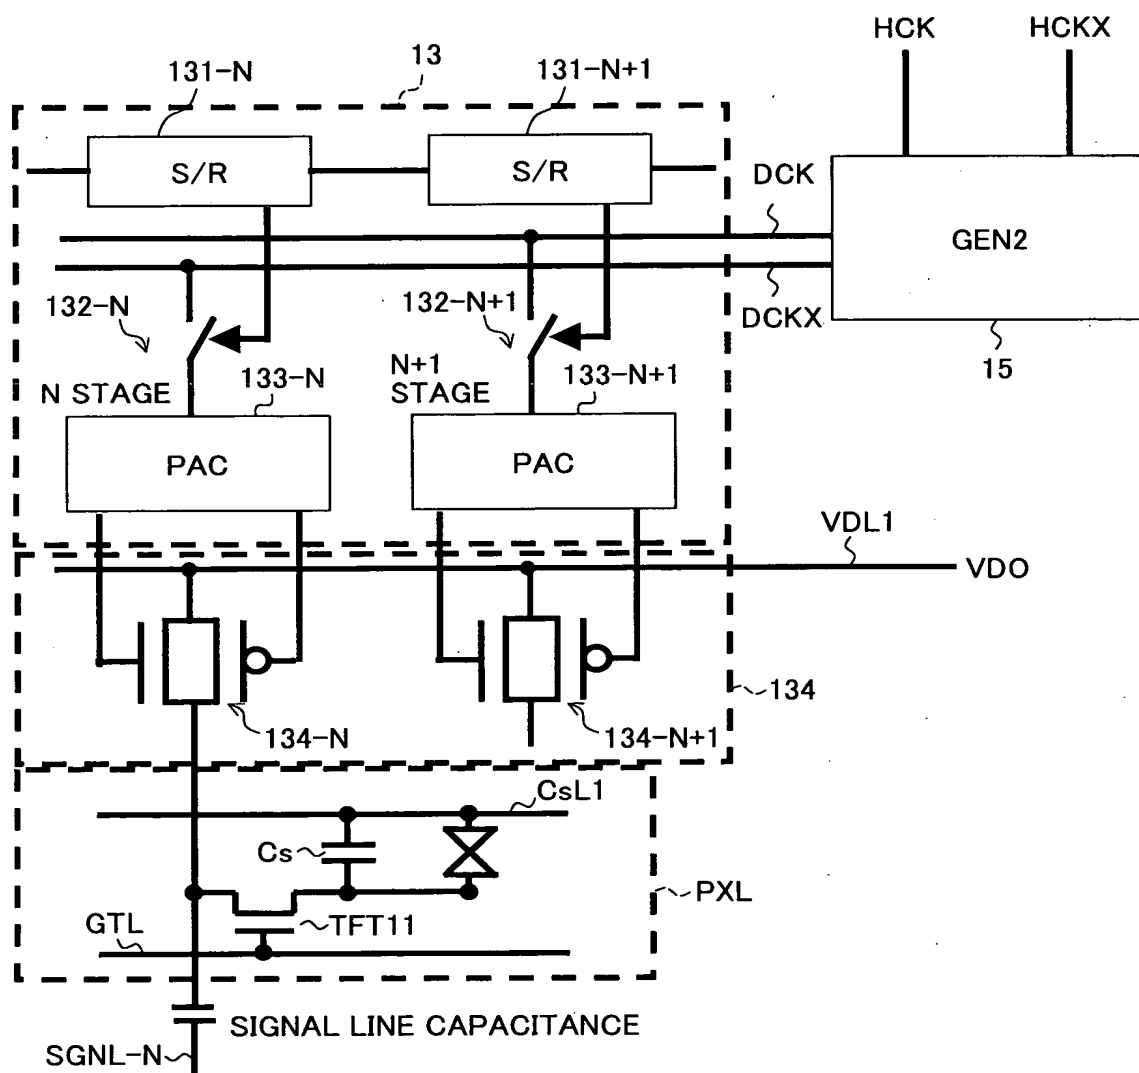 HCK HCKX
13
131-N 131-N+1
S/R S/R
DCK
GEN2
132-N 132-N+1 DCKX
15
N STAGE 133-N N+1
STAGE 133-N+1
PAC PAC
VDL1
VDO
134
134-N 134-N+1
CsL1
Cs
PXL
GTL TFT11
SIGNAL LINE CAPACITANCE
SGNL-N